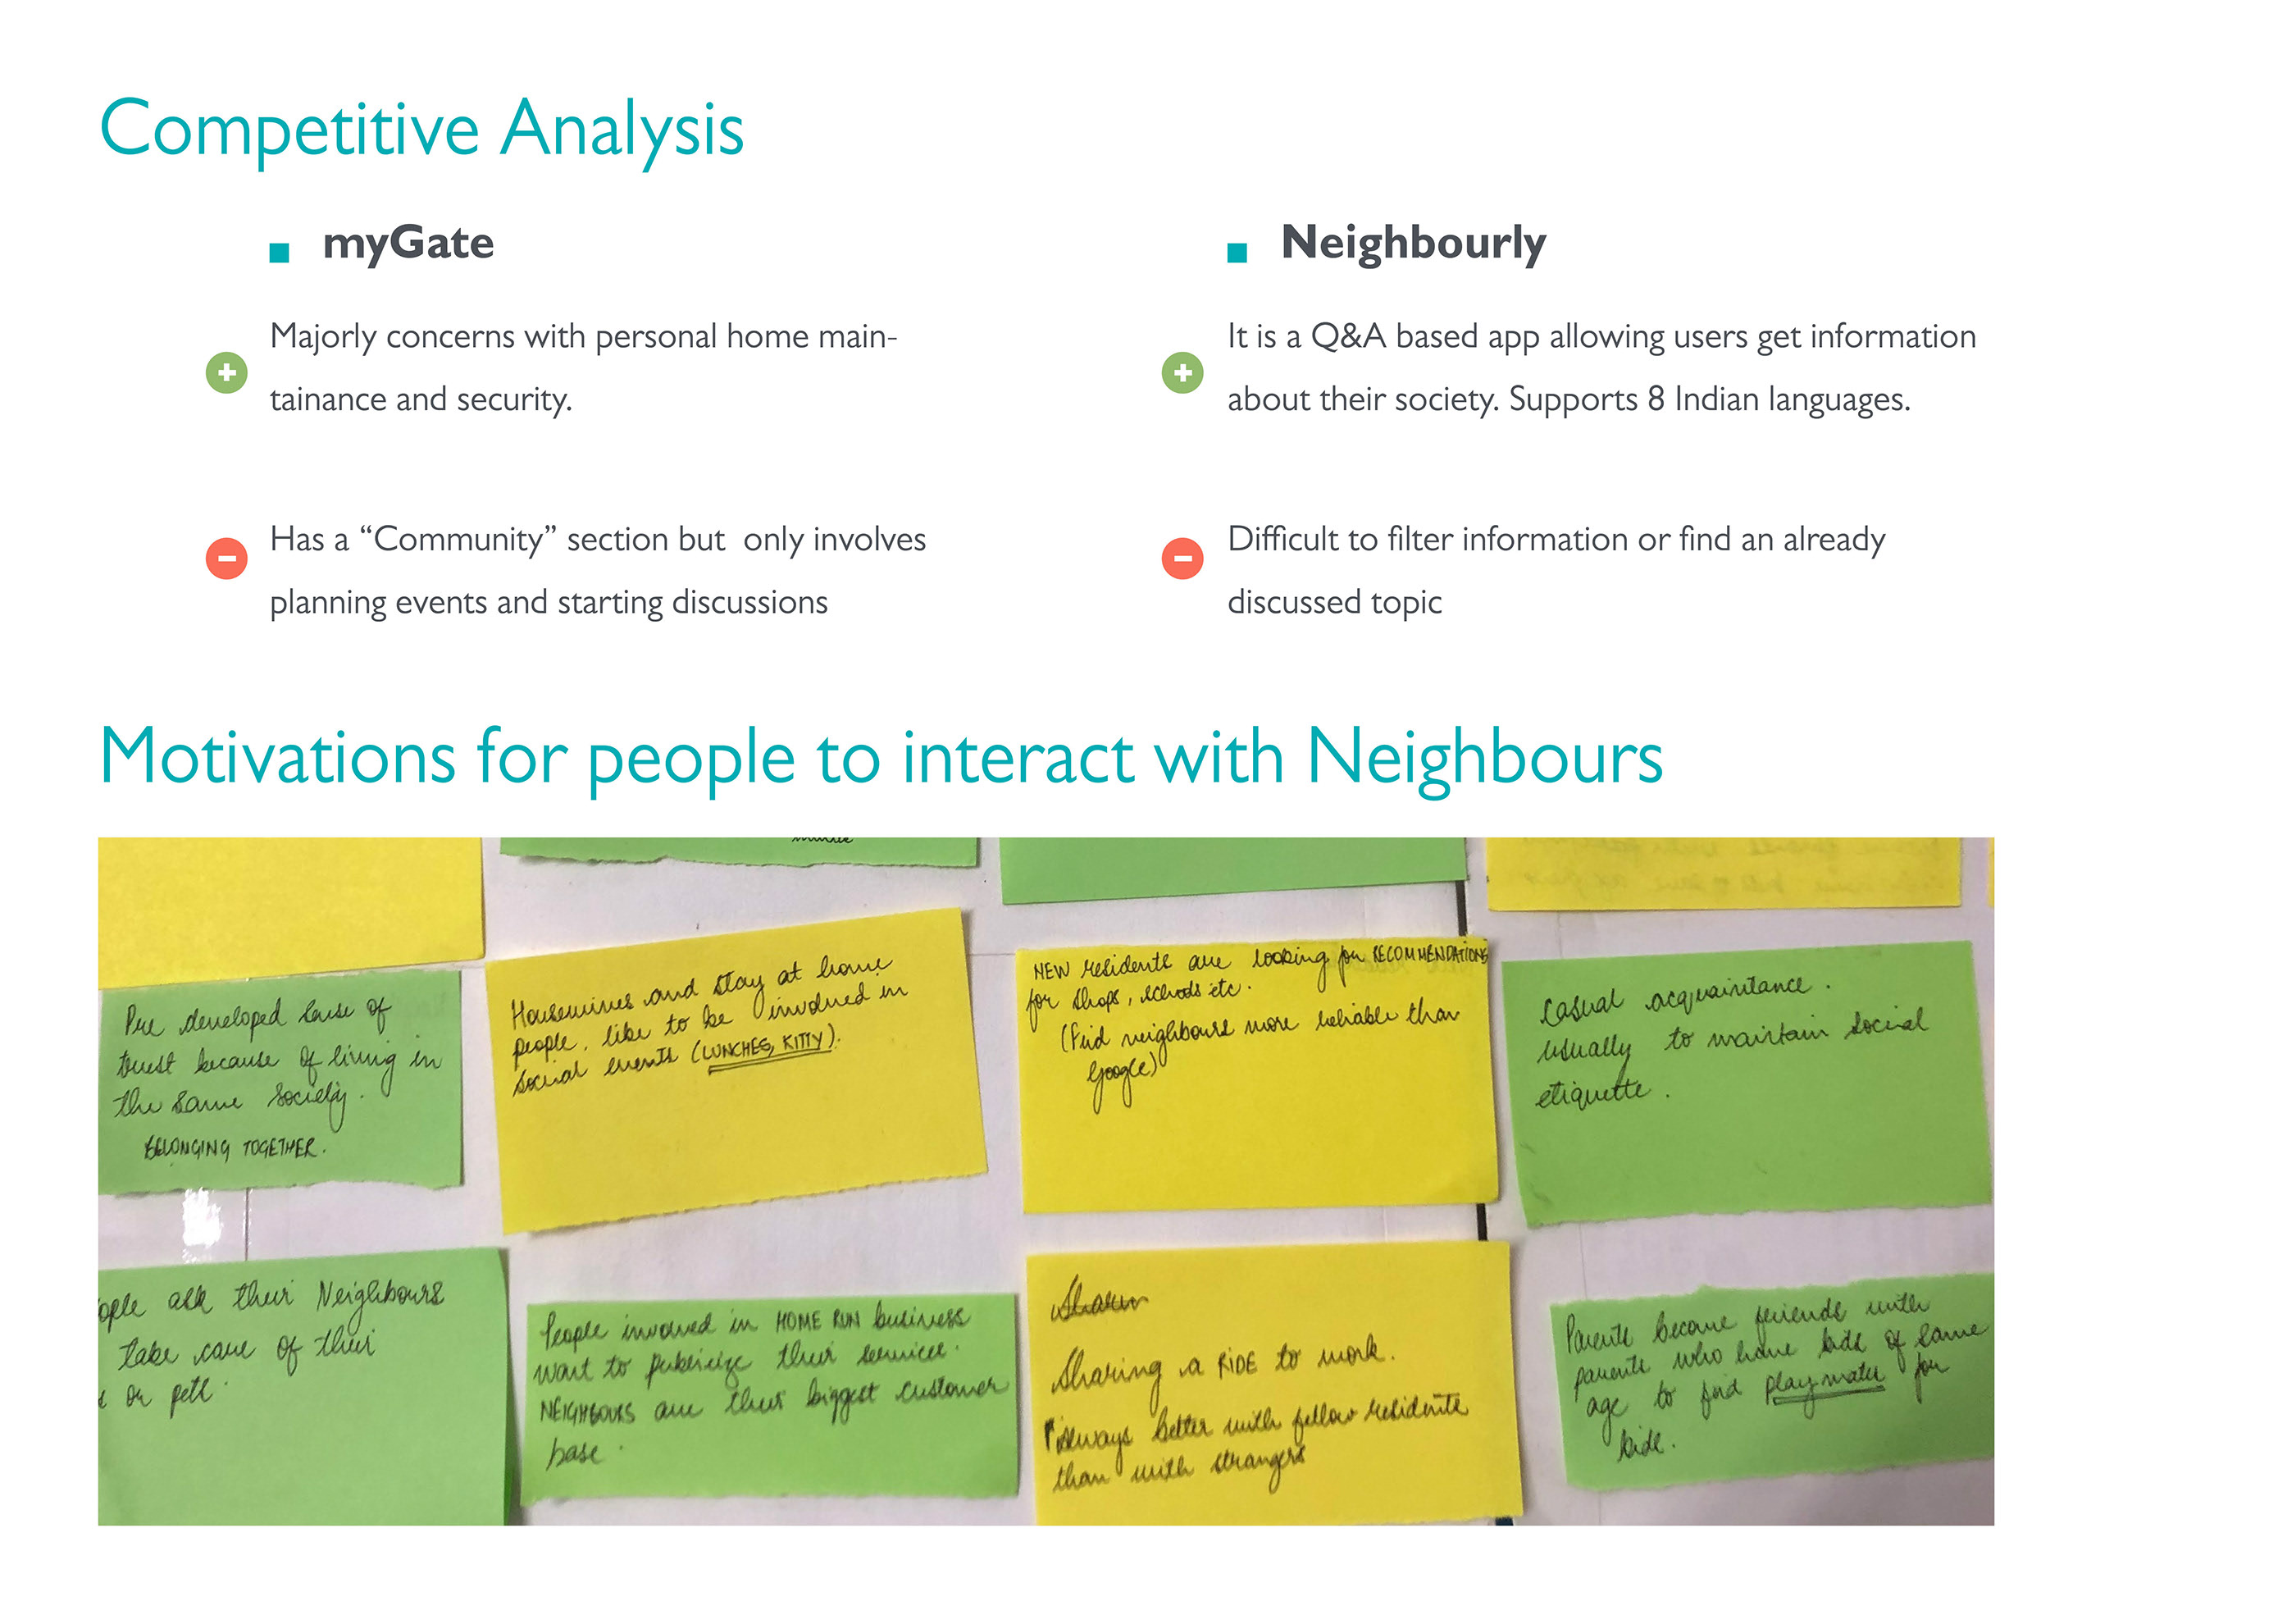 Competitive Analysis
myGate
Majorly concerns with personal home main-
tainance and security.
Has a “Community” section but only involves
planning events and starting discussions
Neighbourly
It is a Q&A based app allowing users get information
about their society. Supports 8 Indian languages.
Difficult to filter information or find an already
discussed topic
Motivations for people to interact with Neighbours
Pre developed sense of
trust because of living in
the same society.
BELONGING TOGETHER.
Housewives and stay at home
people, like to be involved in
social events (LUNCHES, KITTY).
NEW residents are looking for RECOMMENDATIONS
for shops, schools etc.
(Find neighbours more reliable than
Google)
Casual acquaintance.
usually to maintain social
etiquette.
ople ask their Neighbours
take care of their
or pets.
People involved in HOME RUN business
want to publicize their services.
NEIGHBOURS are their biggest customer
base.
Sharing a RIDE to work.
Always better with fellow residents
than with strangers
Parents become friends with
parents who have kids of same
age to find playmates for
kids.